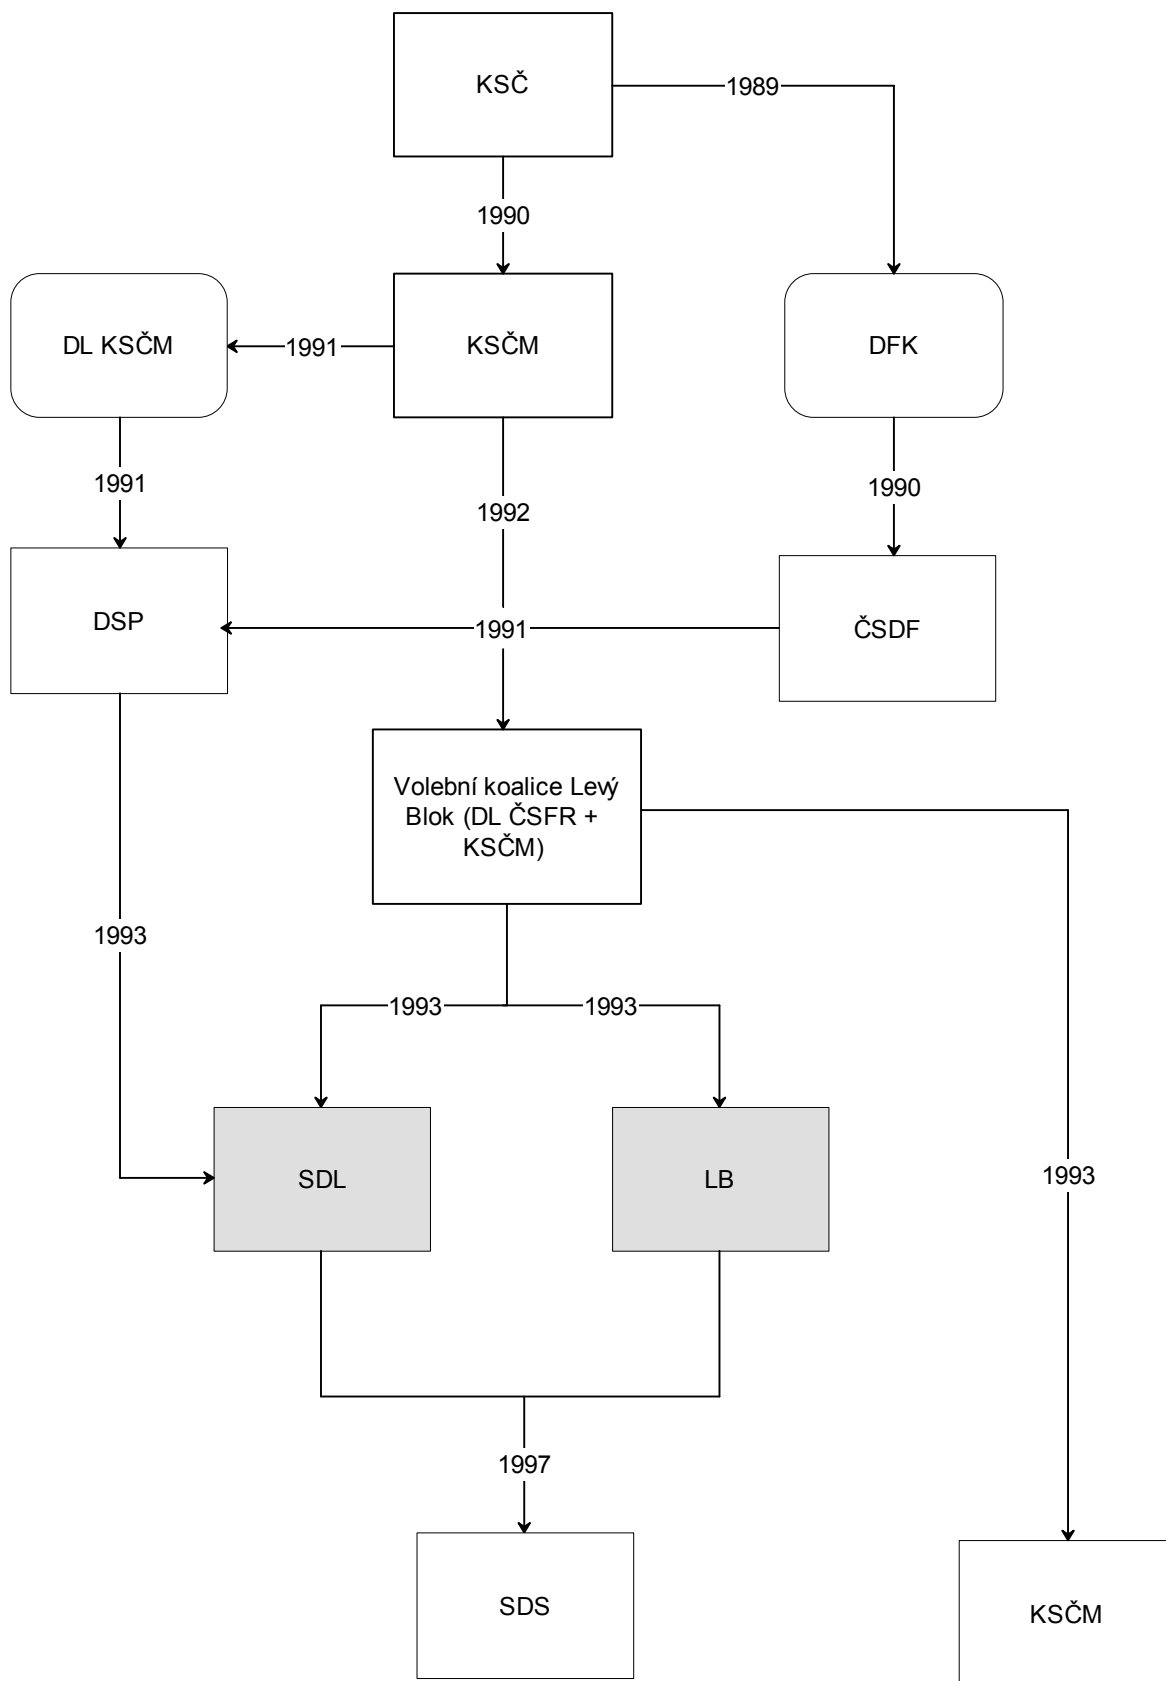 KSČ
1989
1990
DL KSČM
1991
KSČM
DFK
1991
1992
1990
DSP
1991
ČSDF
Volební koalice Levý
Blok (DL ČSFR +
KSČM)
1993
1993
1993
SDL
LB
1993
1997
SDS
KSČM